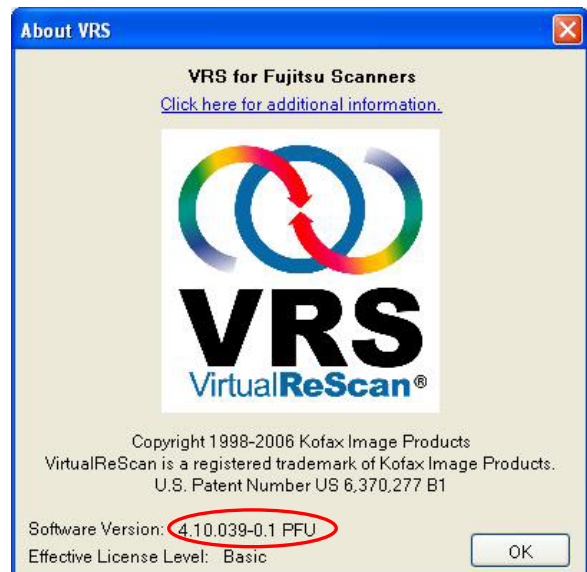 About VRS
VRS for Fujitsu Scanners
Click here for additional information.
VRS
VirtualReScan®
Copyright 1998-2006 Kofax Image Products
VirtualReScan is a registered trademark of Kofax Image Products.
U.S. Patent Number US 6,370,277 B1
Software Version: 4.10.039-0.1 PFU
Effective License Level: Basic
OK